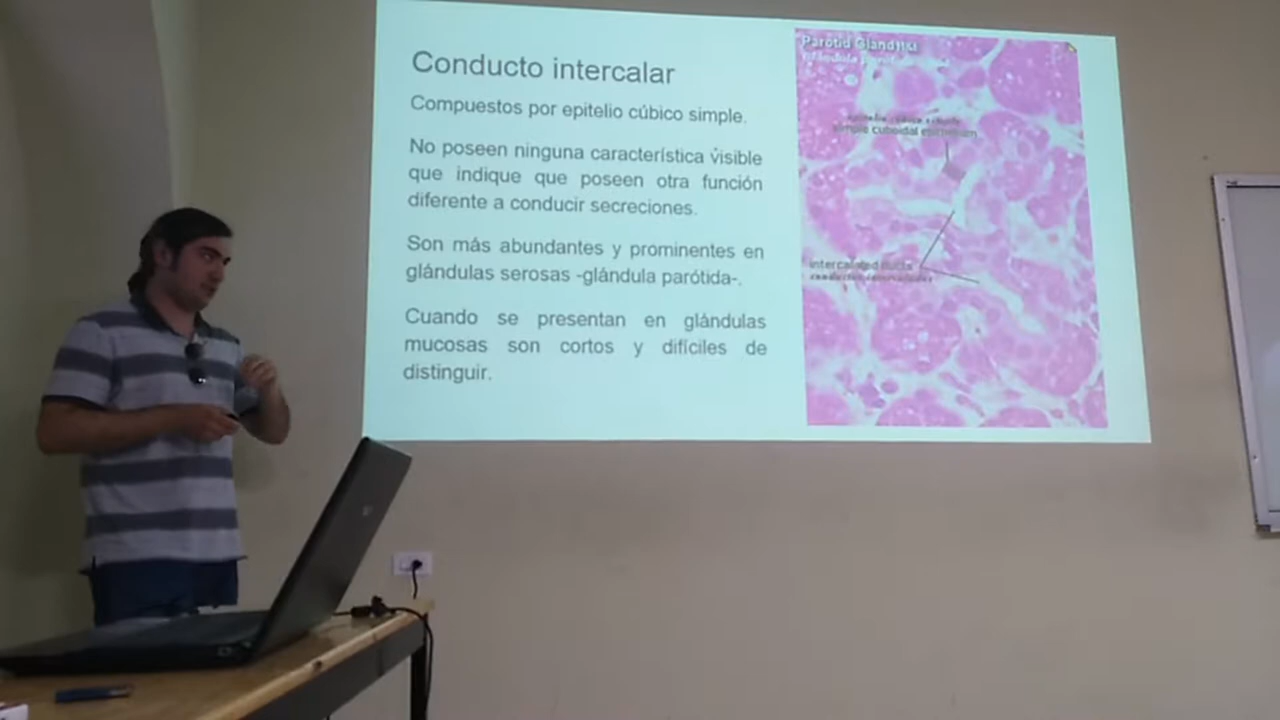 Conducto intercalar
Compuestos por epitelio cúbico simple.
No poseen ninguna característica visible
que indique que poseen otra función
diferente a conducir secreciones.
Son más abundantes y prominentes en
glándulas serosas -glándula parótida-.
Cuando se presentan en glándulas
mucosas son cortos y difíciles de
distinguir.
Parotid Gland H&E
simple cuboidal epithelium
intercalated ducts